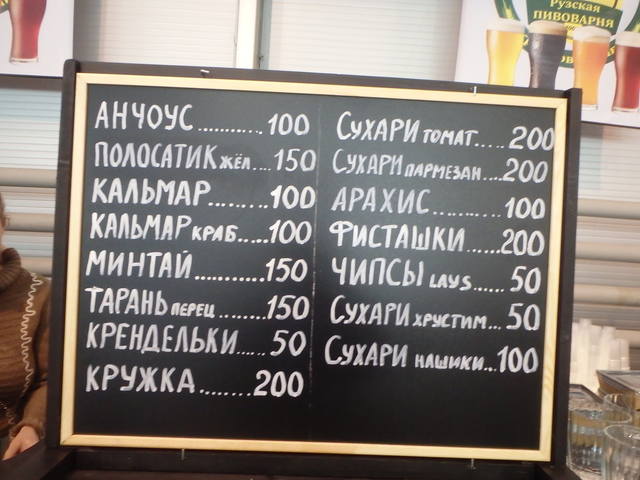 Рузская
ПИВОВАРНЯ
АНЧОУС...........100
ПОЛОСАТИК жёл....150
КАЛЬМАР........100
КАЛЬМАР КРАБ.....100
МИНТАЙ...........150
ТАРАНЬ перец........150
КРЕНДЕЛЬКИ.....50
КРУЖКА........200
СУХАРИ ТОМАТ.....200
СУХАРИ ПАРМЕЗАН....200
АРАХИС..........100
ФИСТАШКИ......200
ЧИПСЫ LAYS......50
СУХАРИ ХРУСТИМ...50
СУХАРИ НАШИКИ...100